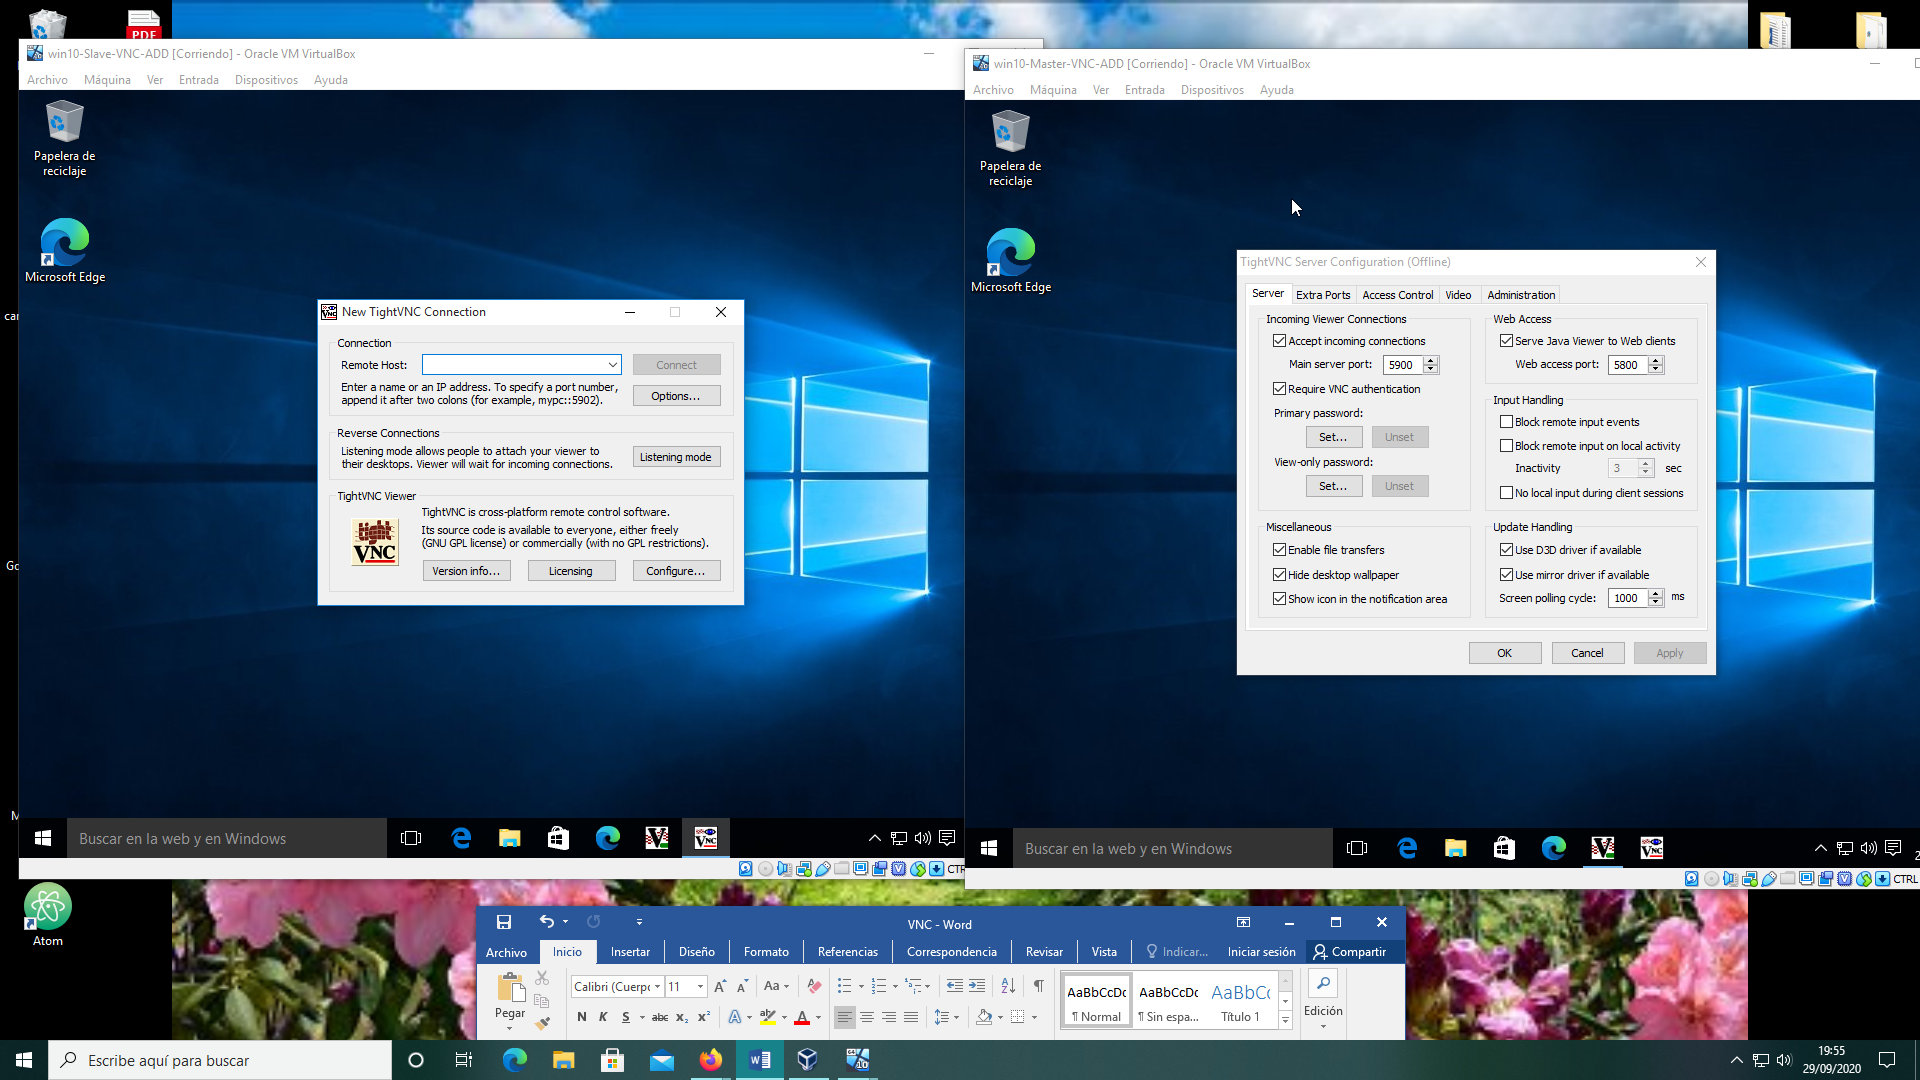 PDF
win10-Slave-VNC-ADD [Corriendo] - Oracle VM VirtualBox
Archivo Máquina Ver Entrada Dispositivos Ayuda
Papelera de
reciclaje
Microsoft Edge
New TightVNC Connection
Connection
Remote Host:
Connect
Enter a name or an IP address. To specify a port number,
append it after two colons (for example, mypc::5902).
Options...
Reverse Connections
Listening mode allows people to attach your viewer to
their desktops. Viewer will wait for incoming connections.
Listening mode
TightVNC Viewer
TightVNC is cross-platform remote control software.
Its source code is available to everyone, either freely
(GNU GPL license) or commercially (with no GPL restrictions).
tight
VNC
Version info... Licensing Configure...
Buscar en la web y en Windows
CTR
win10-Master-VNC-ADD [Corriendo] - Oracle VM VirtualBox
Archivo Máquina Ver Entrada Dispositivos Ayuda
Papelera de
reciclaje
Microsoft Edge
TightVNC Server Configuration (Offline)
Server Extra Ports Access Control Video Administration
Incoming Viewer Connections
Accept incoming connections
Main server port: 5900
Require VNC authentication
Primary password:
Set... Unset
View-only password:
Set... Unset
Miscellaneous
Enable file transfers
Hide desktop wallpaper
Show icon in the notification area
Web Access
Serve Java Viewer to Web clients
Web access port: 5800
Input Handling
Block remote input events
Block remote input on local activity
Inactivity 3 sec
No local input during client sessions
Update Handling
Use D3D driver if available
Use mirror driver if available
Screen polling cycle: 1000 ms
OK Cancel Apply
Buscar en la web y en Windows
2
CTRL
car
Go
M
Atom
VNC - Word
Archivo Inicio Insertar Diseño Formato Referencias Correspondencia Revisar Vista Indicar... Iniciar sesión Compartir
Pegar
Calibri (Cuerpo 11
Aa
N K S abc x₂ x²
AaBbCcDc AaBbCcDc AaBbCc
¶ Normal ¶ Sin espa... Título 1
Edición
Escribe aquí para buscar
19:55
29/09/2020